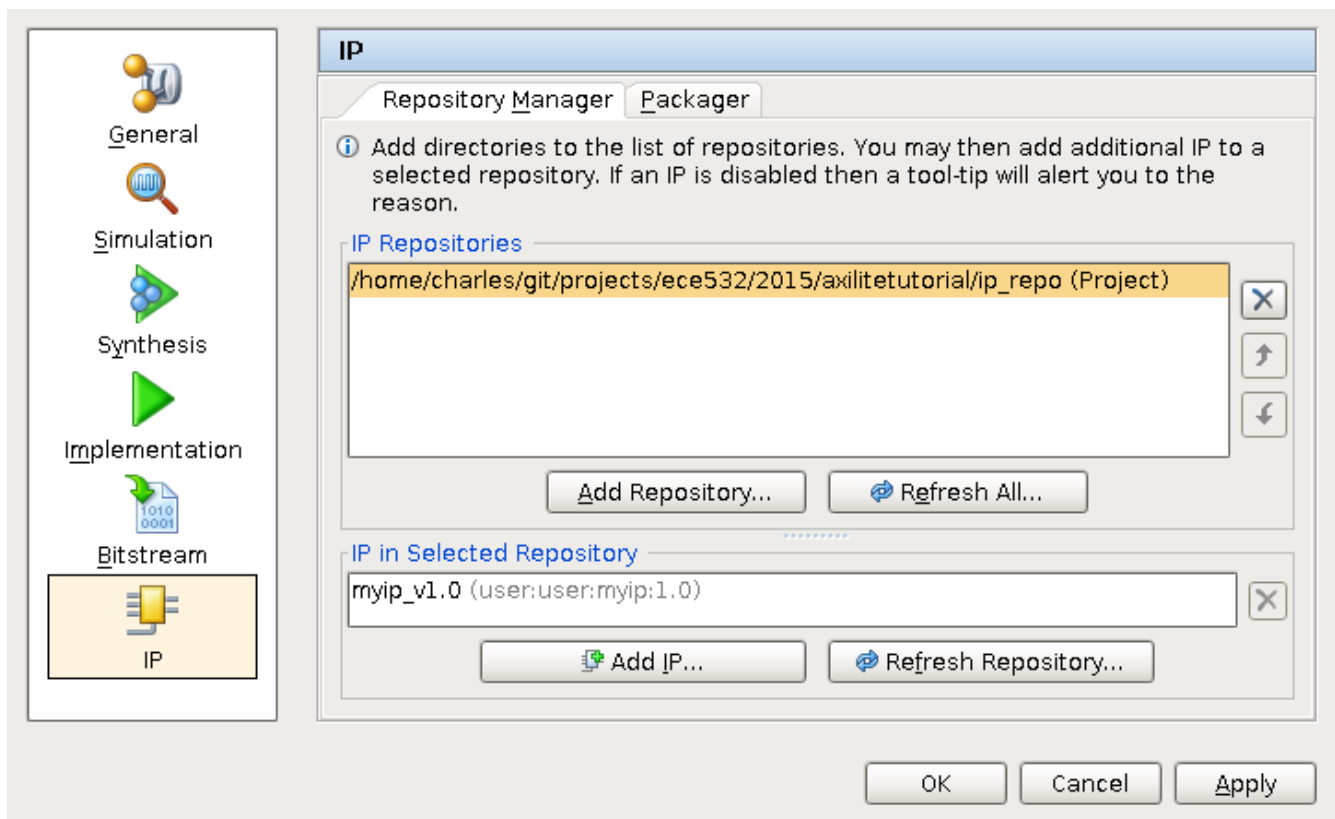 General
Simulation
Synthesis
Implementation
1010
0001
Bitstream
IP
IP
Repository Manager
Packager
Add directories to the list of repositories. You may then add additional IP to a
selected repository. If an IP is disabled then a tool-tip will alert you to the
reason.
IP Repositories
/home/charles/git/projects/ece532/2015/axilitetutorial/ip_repo (Project)
Add Repository...
Refresh All...
IP in Selected Repository
myip_v1.0 (user:user:myip:1.0)
Add IP...
Refresh Repository...
OK
Cancel
Apply